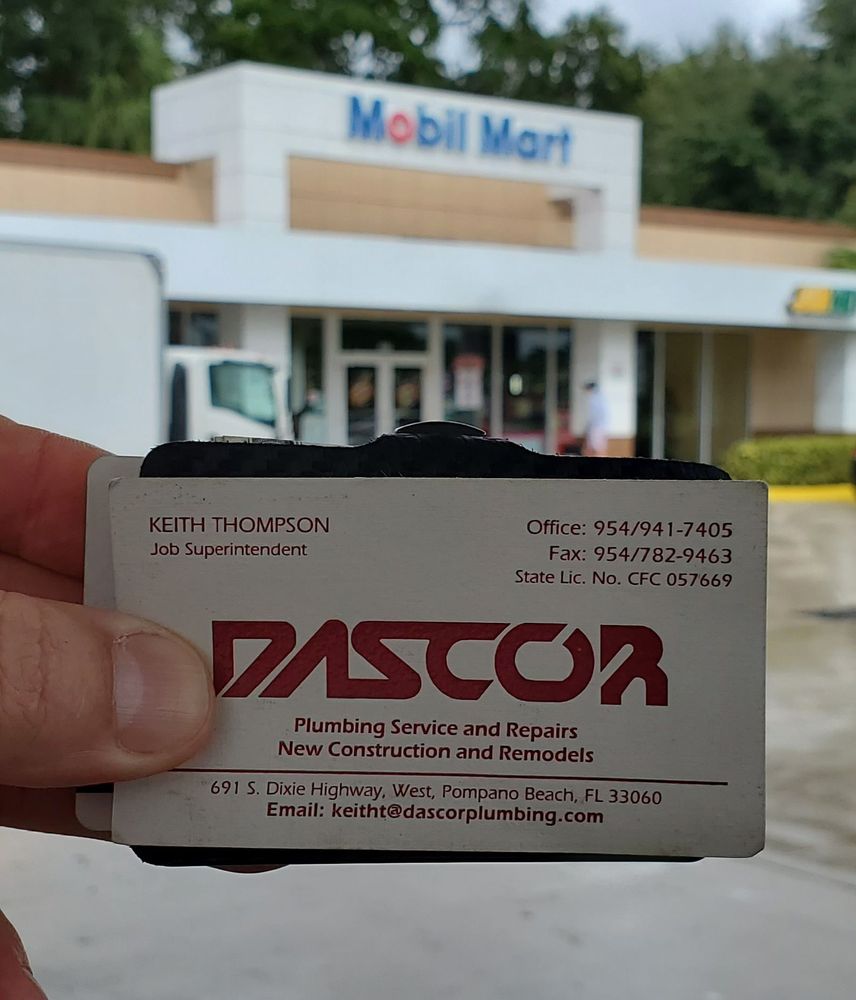 Mobil Mart
KEITH THOMPSON
Job Superintendent
Office: 954/941-7405
Fax: 954/782-9463
State Lic. No. CFC 057669
DASCOR
Plumbing Service and Repairs
New Construction and Remodels
691 S. Dixie Highway, West, Pompano Beach, FL 33060
Email: keitht@dascorplumbing.com